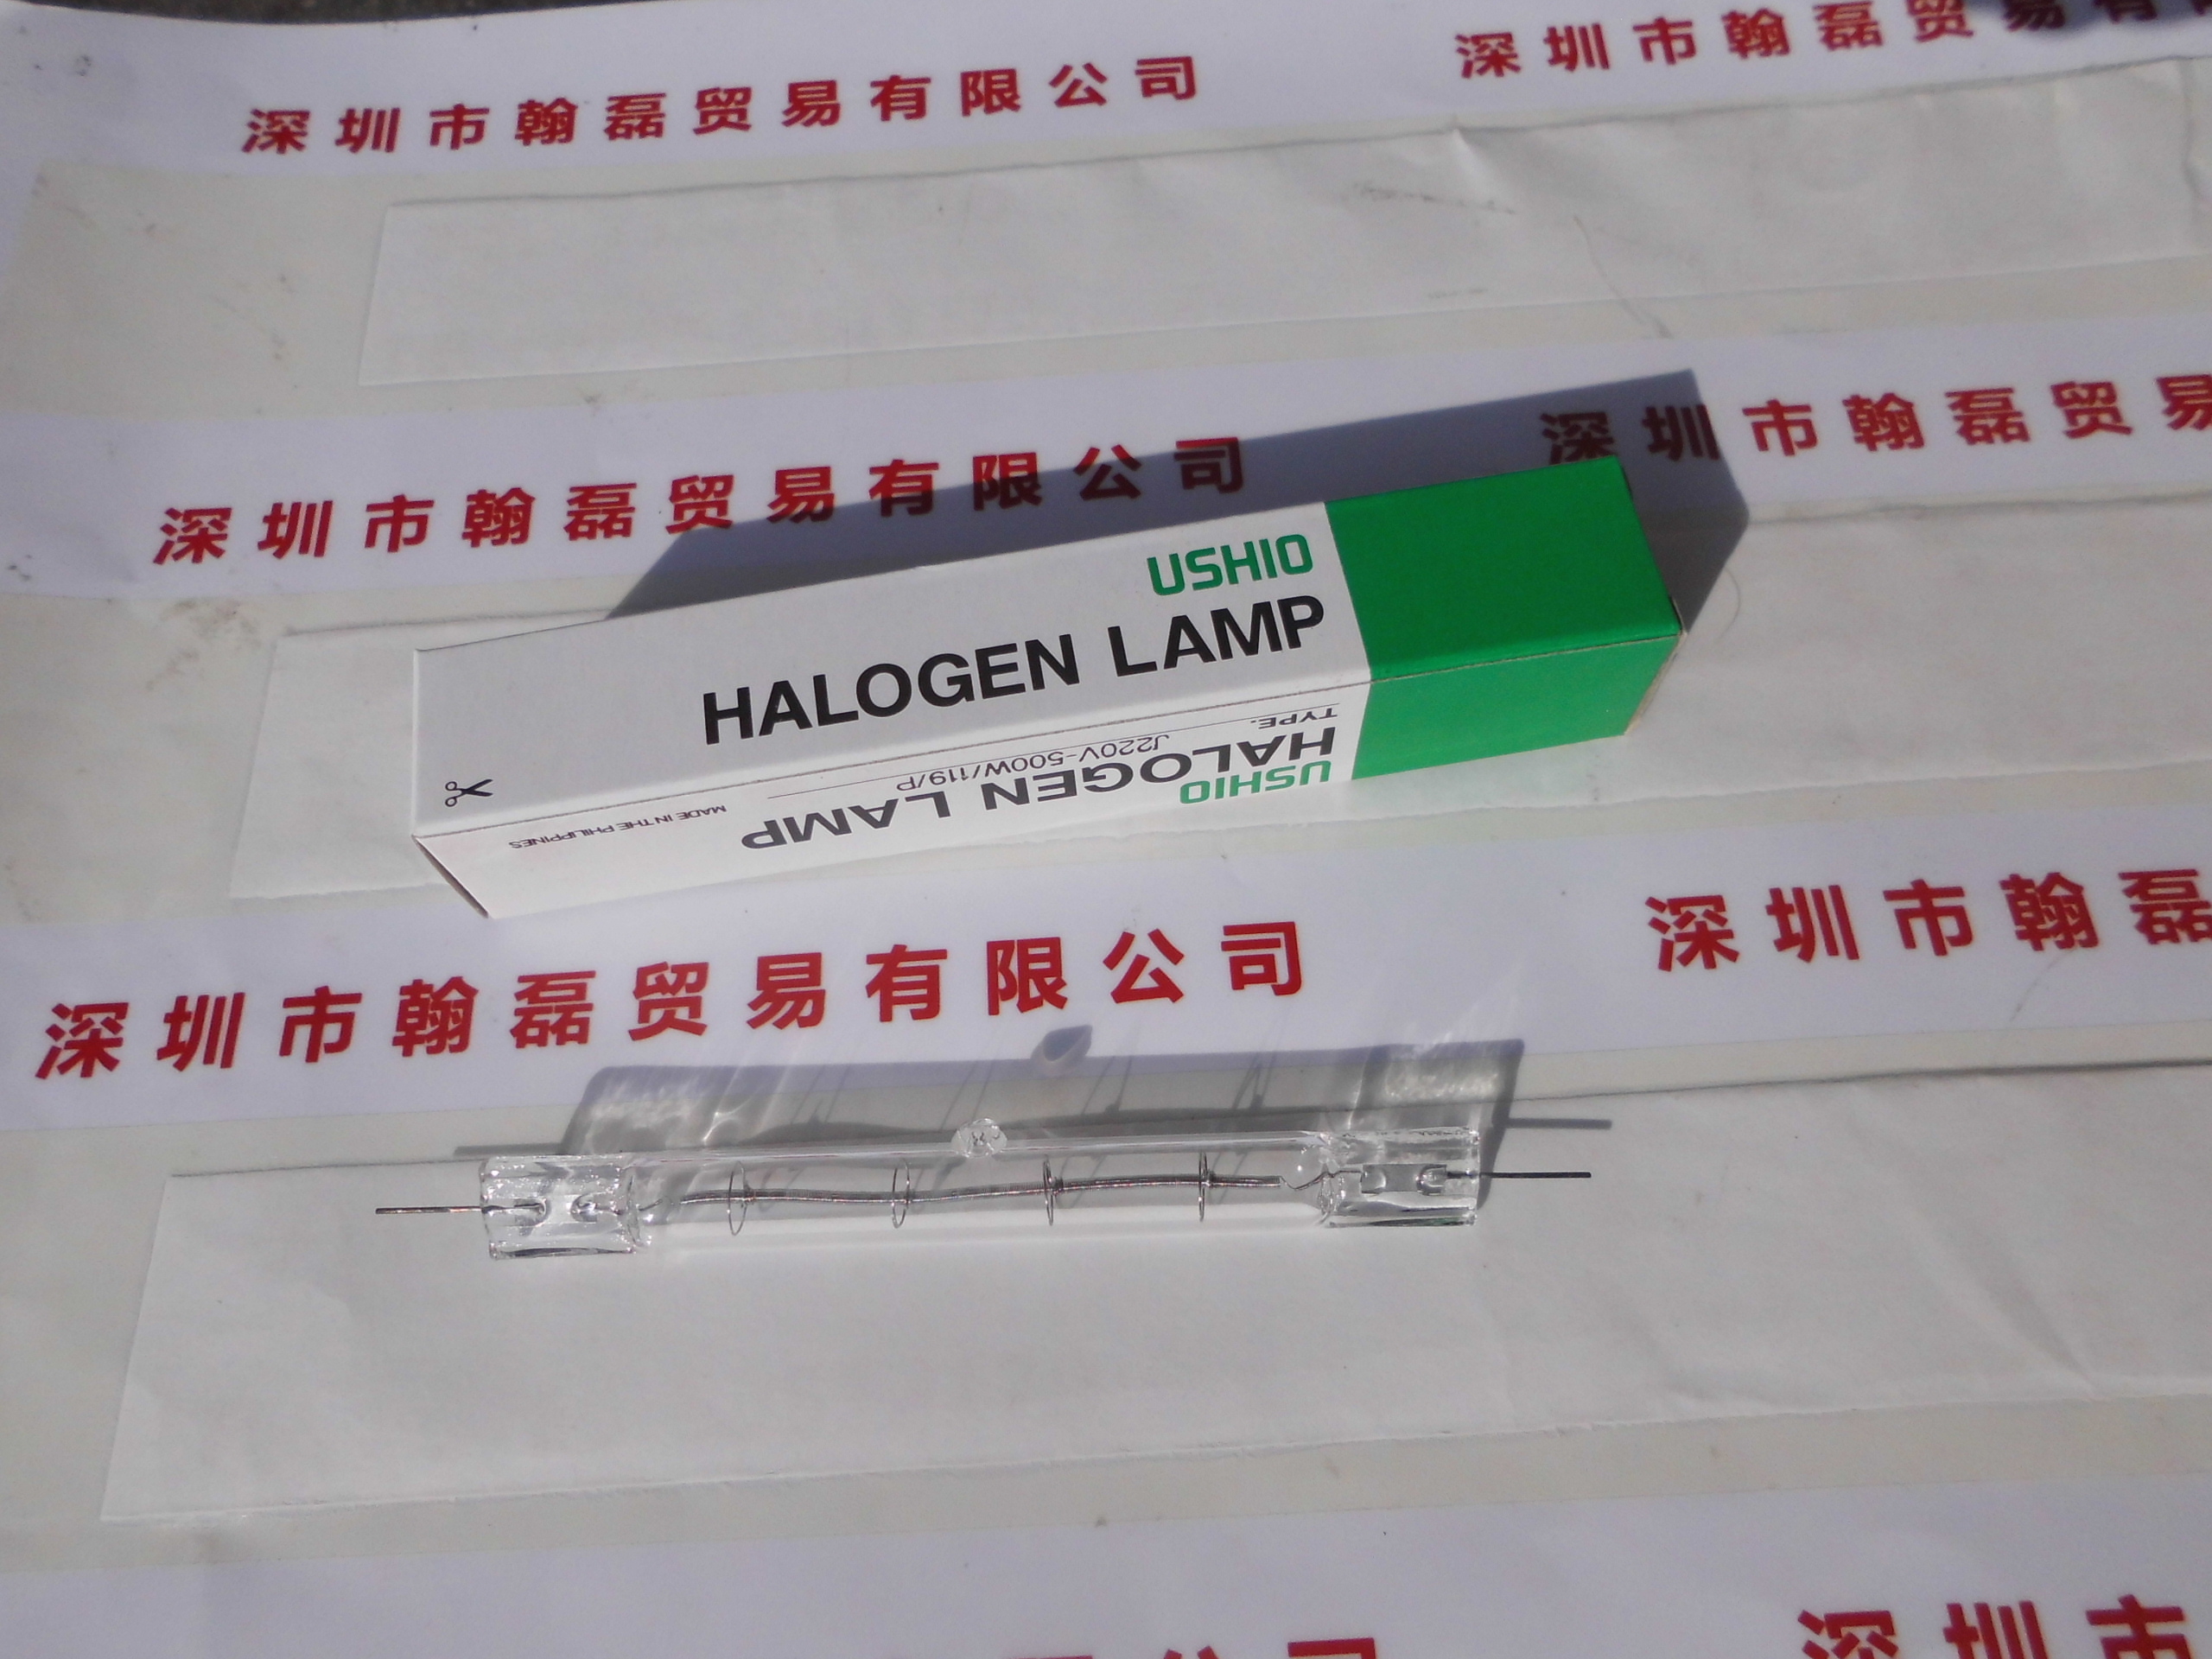 深圳市翰磊贸易有限公司
深圳市翰磊贸易有
深圳市翰磊贸易有限公司
深圳市翰磊贸易
USHIO
HALOGEN LAMP
USHIO
HALOGEN LAMP
TYPE.
J220V-500W/119/P
MADE IN THE PHILIPPINES
深圳市翰磊贸易有限公司
深圳市翰磊
公司
深圳市